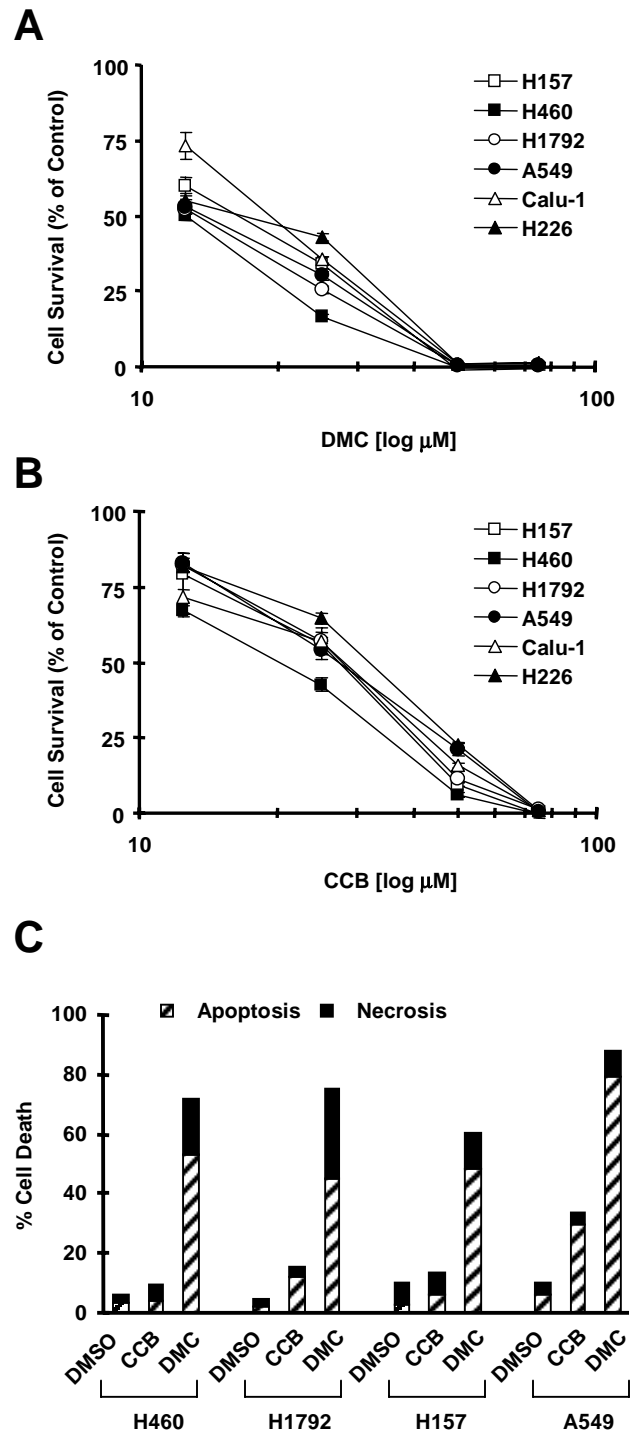 A
Cell Survival (% of Control)
100
75
50
25
0
10
100
DMC [log μM]
H157
H460
H1792
A549
Calu-1
H226
B
Cell Survival (% of Control)
100
75
50
25
0
10
100
CCB [log μM]
H157
H460
H1792
A549
Calu-1
H226
C
Apoptosis Necrosis
% Cell Death
100
80
60
40
20
0
DMSO CCB DMC DMSO CCB DMC DMSO CCB DMC DMSO CCB DMC
H460 H1792 H157 A549